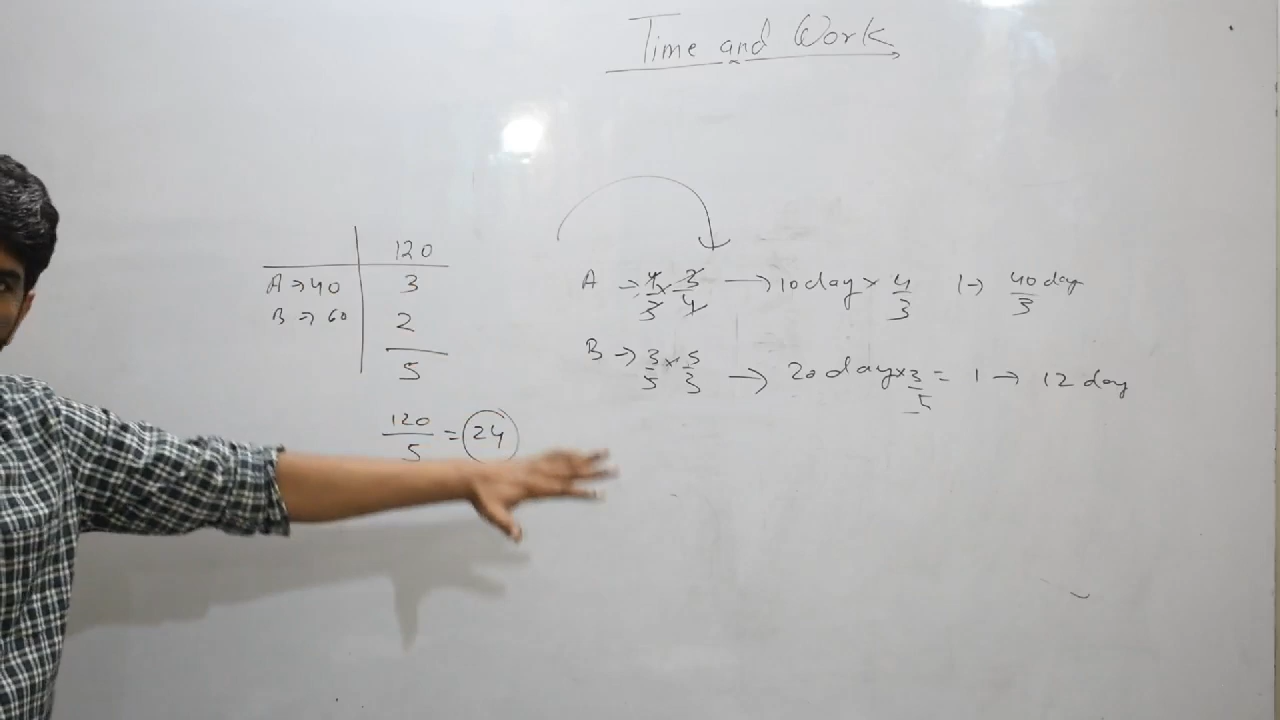 Time and Work
120
A → 40 3
B → 60 2
5
120/5 = 24
A → 4/3 × 3/4 → 10 day × 4/3 1 → 40/3 day
B → 3/5 × 5/3 → 20 day × 3/5 = 1 → 12 day